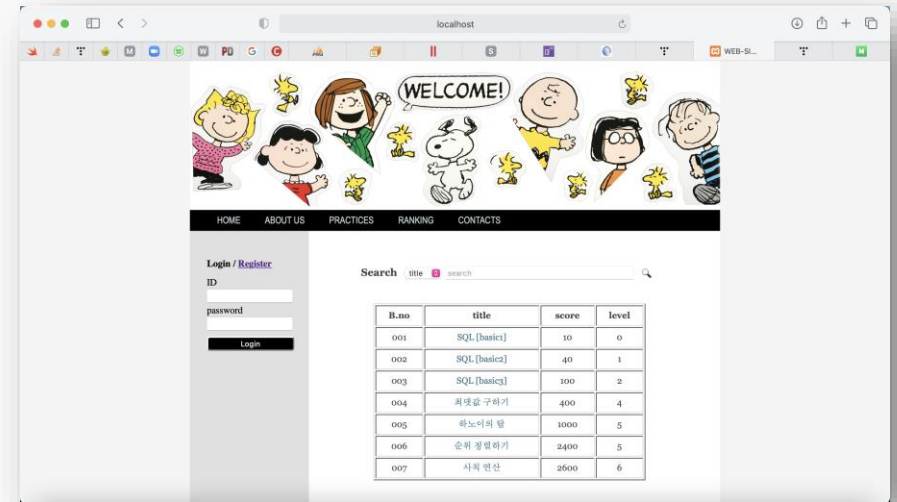 localhost
PD
G
WEB-SI...
WELCOME!
HOME ABOUT US PRACTICES RANKING CONTACTS
Login / Register
ID
password
Login
Search title search
B.no title score level
001 SQL [basic1] 10 0
002 SQL [basic2] 40 1
003 SQL [basic3] 100 2
004 최댓값 구하기 400 4
005 하노이의 탑 1000 5
006 순위 정렬하기 2400 5
007 사칙 연산 2600 6